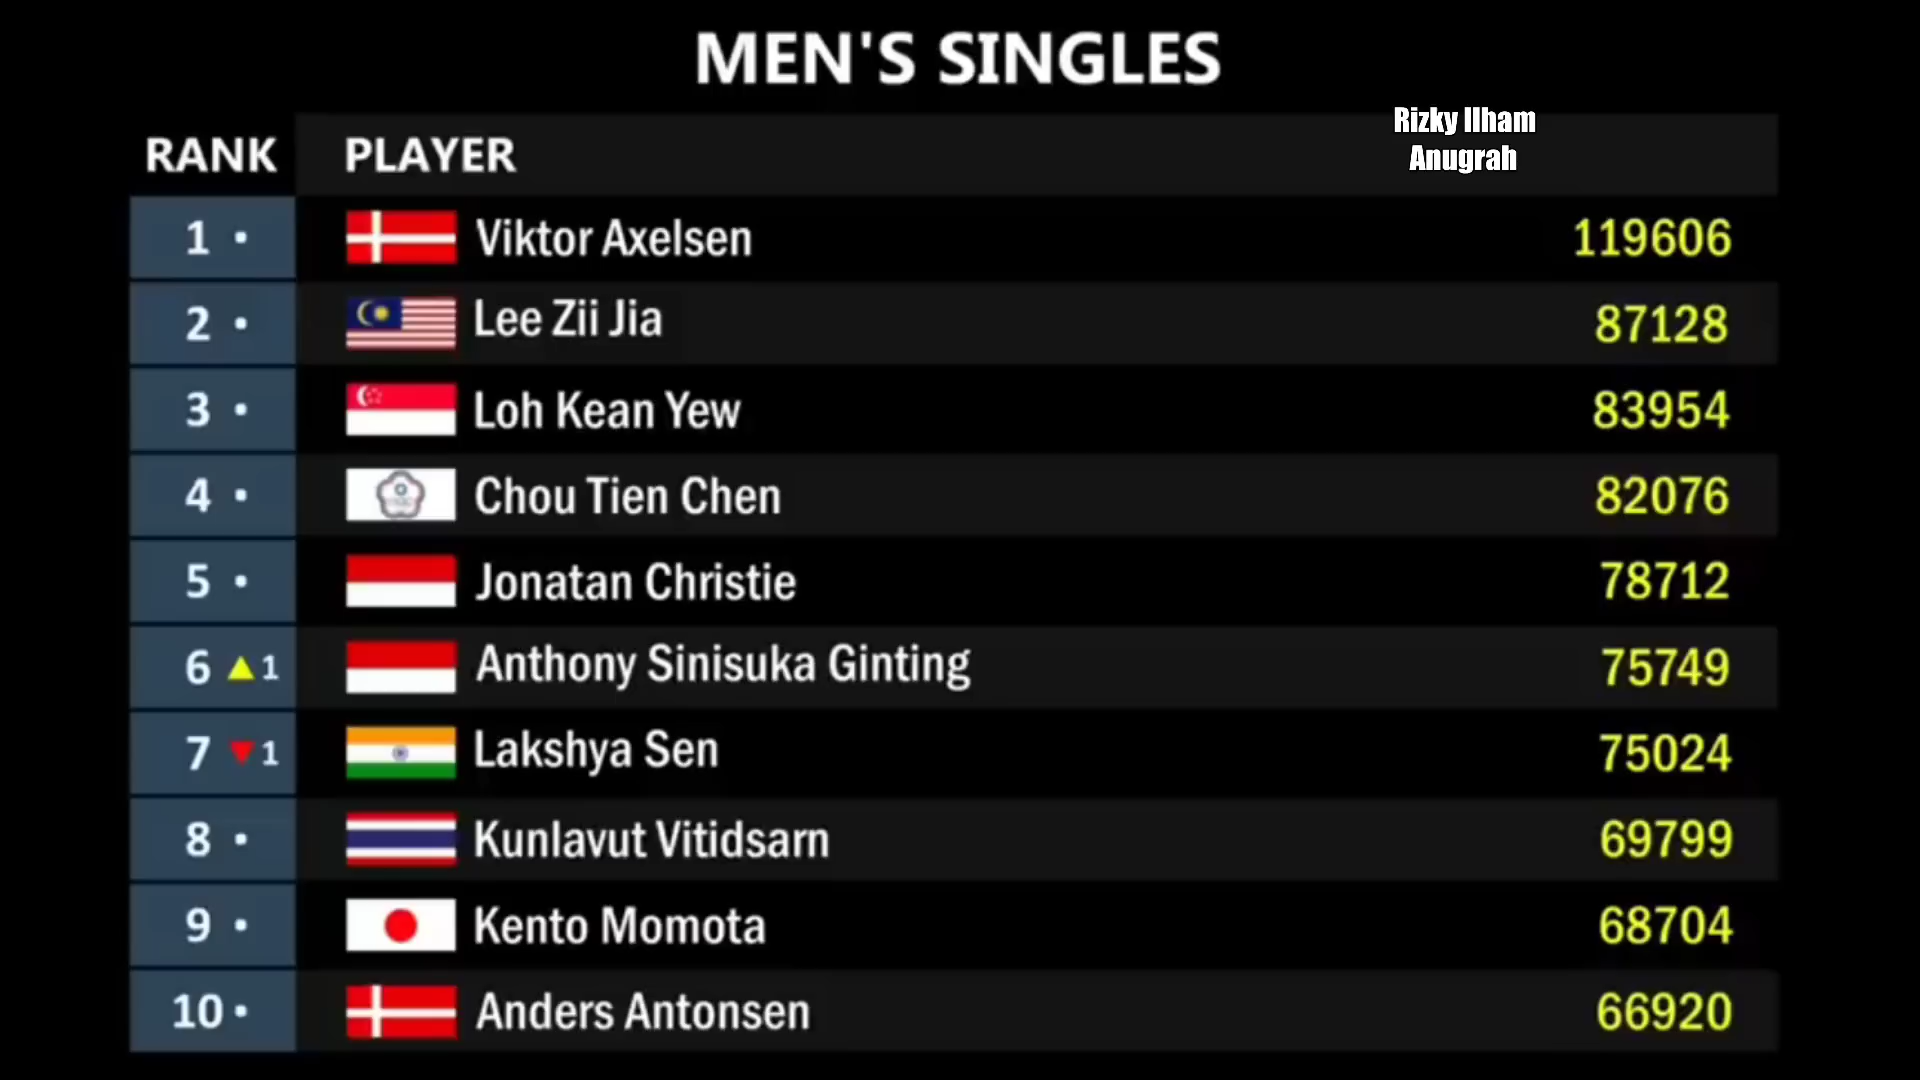 MEN'S SINGLES
Rizky Ilham
Anugrah
RANK PLAYER
1 Viktor Axelsen 119606
2 Lee Zii Jia 87128
3 Loh Kean Yew 83954
4 Chou Tien Chen 82076
5 Jonatan Christie 78712
6 ▲1 Anthony Sinisuka Ginting 75749
7 ▼1 Lakshya Sen 75024
8 Kunlavut Vitidsarn 69799
9 Kento Momota 68704
10 Anders Antonsen 66920